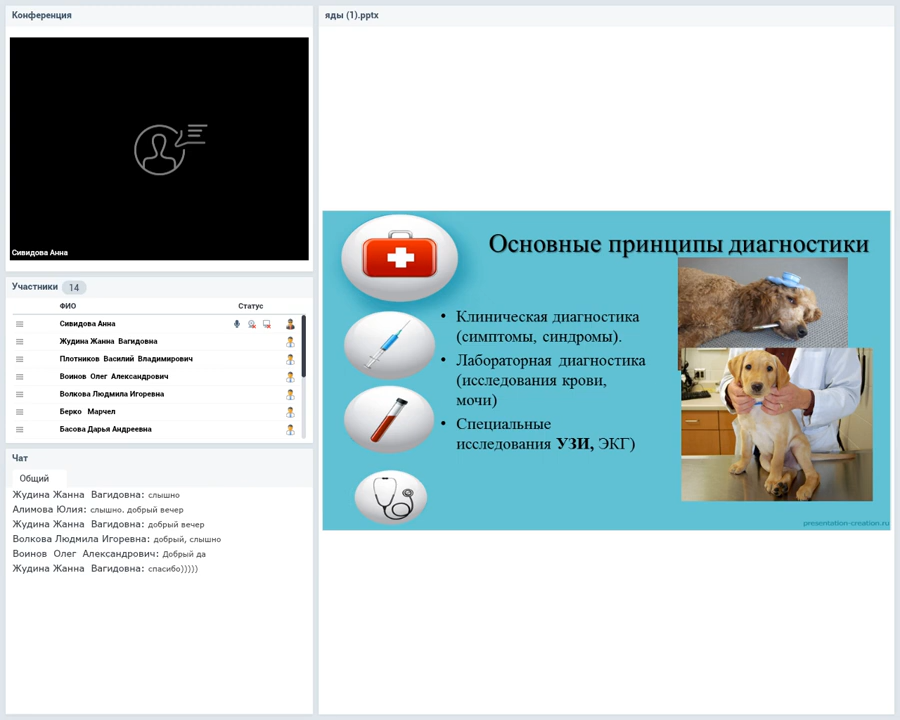 Конференция
Сивидова Анна
Участники 14
ФИО Статус
Сивидова Анна
Жудина Жанна Вагидовна
Плотников Василий Владимирович
Воинов Олег Александрович
Волкова Людмила Игоревна
Берко Марчел
Басова Дарья Андреевна
Чат
Общий
Жудина Жанна Вагидовна: слышно
Алимова Юлия: слышно. добрый вечер
Жудина Жанна Вагидовна: добрый вечер
Волкова Людмила Игоревна: добрый, слышно
Воинов Олег Александрович: Добрый да
Жудина Жанна Вагидовна: спасибо)))))
яды (1).pptx
Основные принципы диагностики
• Клиническая диагностика
(симптомы, синдромы).
• Лабораторная диагностика
(исследования крови,
мочи)
• Специальные
исследования УЗИ, ЭКГ)
presentation-creation.ru